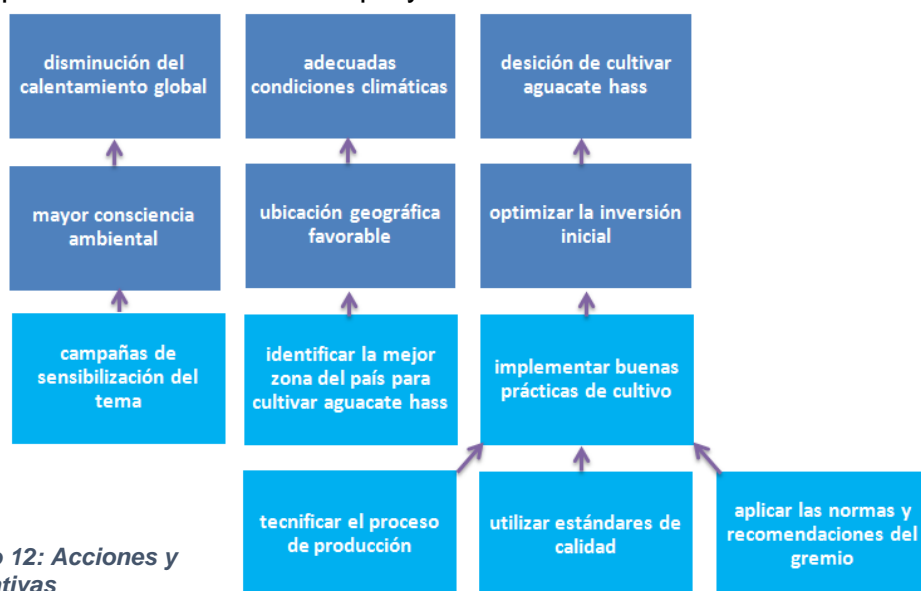 disminución del
calentamiento global
adecuadas
condiciones climáticas
desición de cultivar
aguacate hass
mayor consciencia
ambiental
ubicación geográfica
favorable
optimizar la inversión
inicial
campañas de
sensibilización del
tema
identificar la mejor
zona del país para
cultivar aguacate hass
implementar buenas
prácticas de cultivo
tecnificar el proceso
de producción
utilizar estándares de
calidad
aplicar las normas y
recomendaciones del
gremio
12: Acciones y